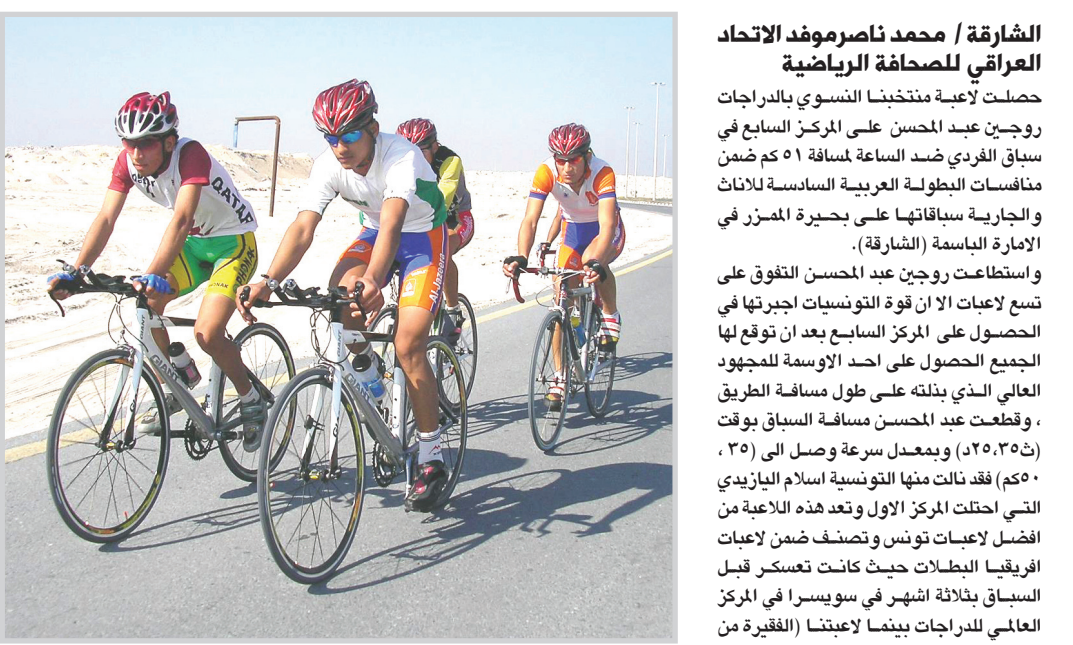 الشارقة / محمد ناصرموفد الاتحاد
العراقي للصحافة الرياضية
حصلت لاعبة منتخبنا النسوي بالدراجات
روجين عبد المحسن على المركز السابع في
سباق الفردي ضد الساعة لمسافة ٥١ كم ضمن
منافسات البطولة العربية السادسة للاناث
والجارية سباقاتها على بحيرة الممزر في
الامارة الباسمة (الشارقة).
واستطاعت روجين عبد المحسن التفوق على
تسع لاعبات الا ان قوة التونسيات اجبرتها في
الحصول على المركز السابع بعد ان توقع لها
الجميع الحصول على احد الاوسمة للمجهود
العالي الذي بذلته على طول مسافة الطريق
، وقطعت عبد المحسن مسافة السباق بوقت
(ث٢٥،٣٥د) وبمعدل سرعة وصل الى (٣٥ ،
٥٠كم) فقد نالت منها التونسية اسلام اليازيدي
التي احتلت المركز الاول وتعد هذه اللاعبة من
افضل لاعبات تونس وتصنف ضمن لاعبات
افريقيا البطلات حيث كانت تعسكر قبل
السباق بثلاثة اشهر في سويسرا في المركز
العالمي للدراجات بينما لاعبتنا (الفقيرة من
QATAR
GIANT